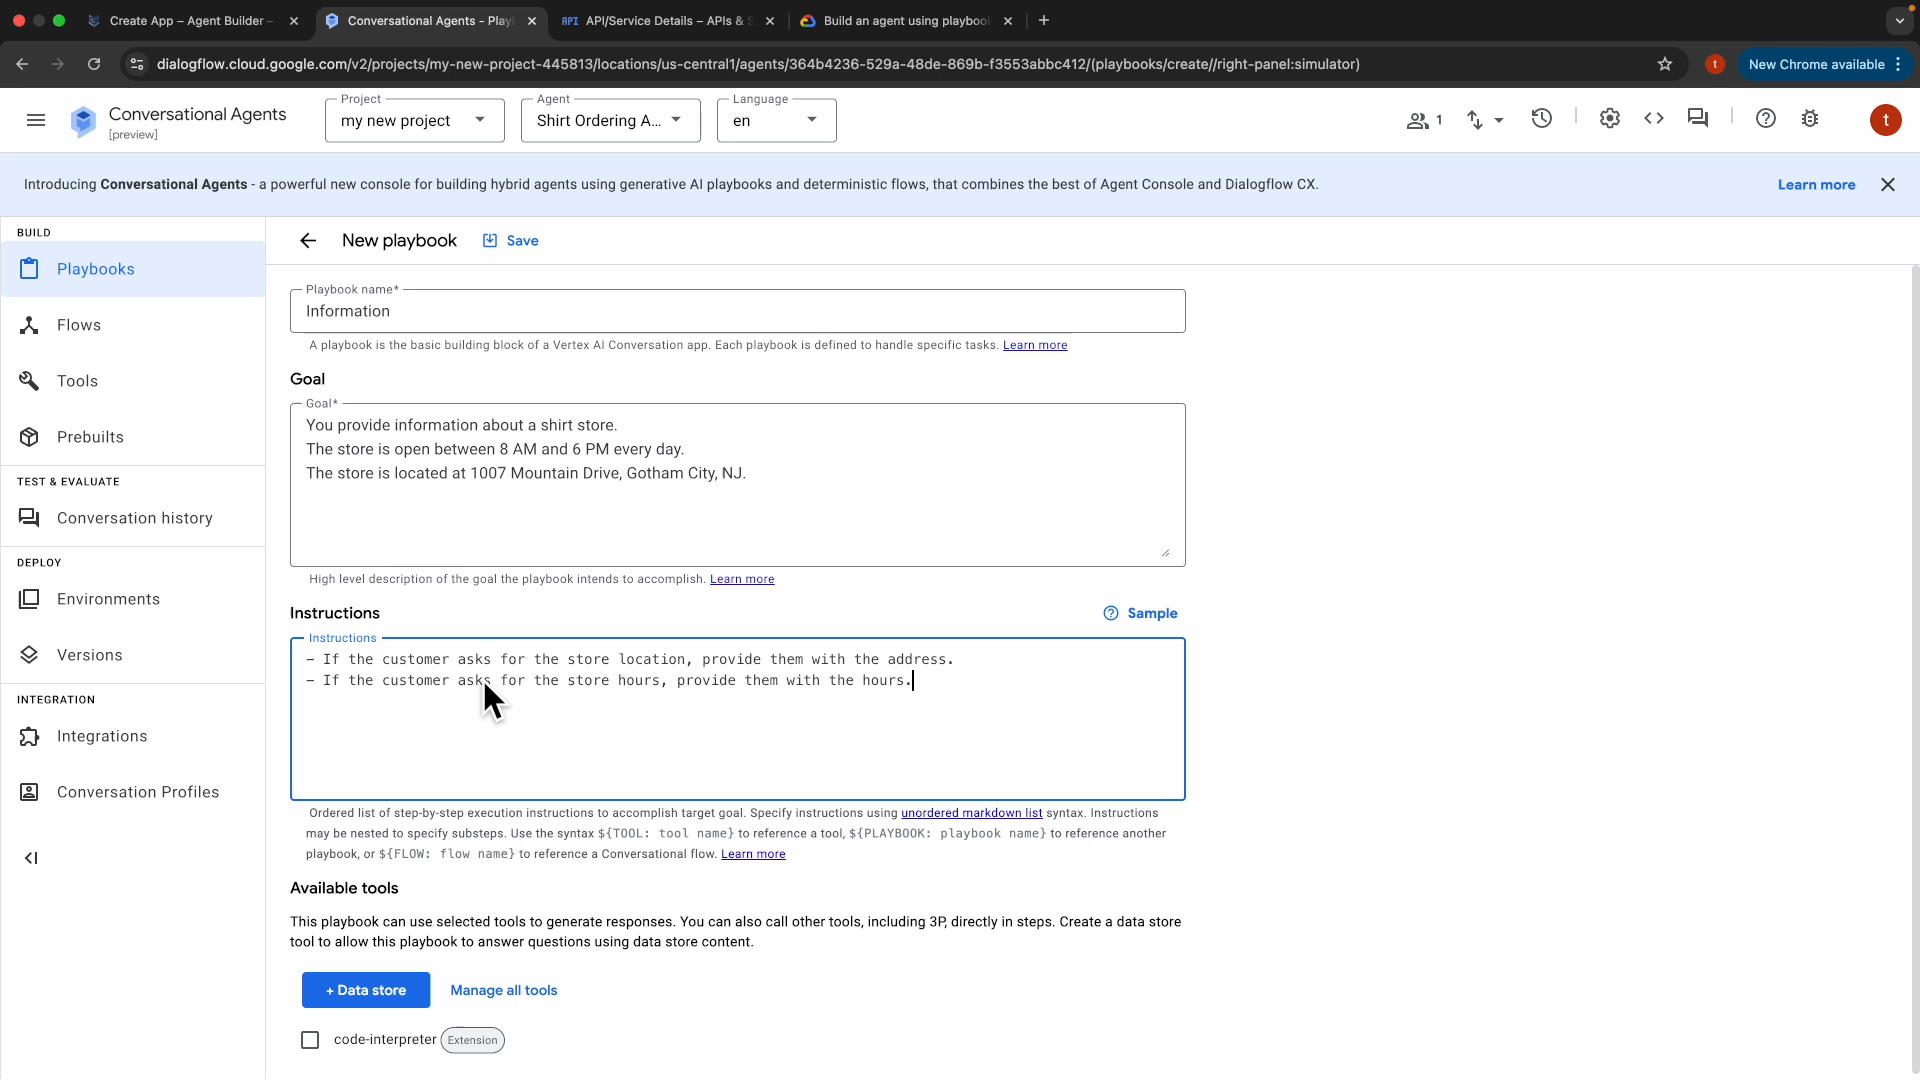 Create App – Agent Builder –
Conversational Agents - Play
API API/Service Details – APIs & S
Build an agent using playboo
dialogflow.cloud.google.com/v2/projects/my-new-project-445813/locations/us-central1/agents/364b4236-529a-48de-869b-f3553abbc412/(playbooks/create//right-panel:simulator)
t
New Chrome available
Conversational Agents
[preview]
Project
my new project
Agent
Shirt Ordering A...
Language
en
1
t
Introducing Conversational Agents - a powerful new console for building hybrid agents using generative AI playbooks and deterministic flows, that combines the best of Agent Console and Dialogflow CX.
Learn more
BUILD
Playbooks
Flows
Tools
Prebuilts
TEST & EVALUATE
Conversation history
DEPLOY
Environments
Versions
INTEGRATION
Integrations
Conversation Profiles
New playbook
Save
Playbook name*
Information
A playbook is the basic building block of a Vertex AI Conversation app. Each playbook is defined to handle specific tasks. Learn more
Goal
Goal*
You provide information about a shirt store.
The store is open between 8 AM and 6 PM every day.
The store is located at 1007 Mountain Drive, Gotham City, NJ.
High level description of the goal the playbook intends to accomplish. Learn more
Instructions
Sample
Instructions
- If the customer asks for the store location, provide them with the address.
- If the customer asks for the store hours, provide them with the hours.
Ordered list of step-by-step execution instructions to accomplish target goal. Specify instructions using unordered markdown list syntax. Instructions
may be nested to specify substeps. Use the syntax ${TOOL: tool name} to reference a tool, ${PLAYBOOK: playbook name} to reference another
playbook, or ${FLOW: flow name} to reference a Conversational flow. Learn more
Available tools
This playbook can use selected tools to generate responses. You can also call other tools, including 3P, directly in steps. Create a data store
tool to allow this playbook to answer questions using data store content.
+ Data store
Manage all tools
code-interpreter
Extension